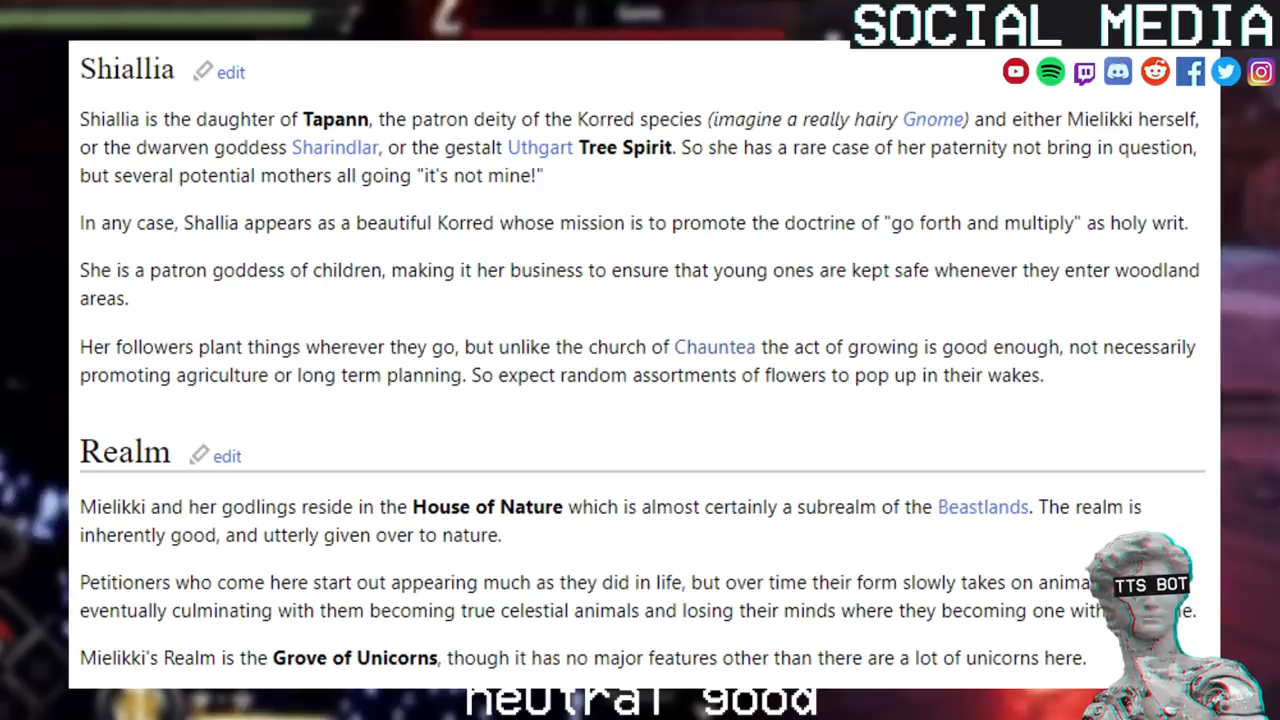 SOCIAL MEDIA
Shiallia edit
Shiallia is the daughter of Tapann, the patron deity of the Korred species (imagine a really hairy Gnome) and either Mielikki herself,
or the dwarven goddess Sharindlar, or the gestalt Uthgart Tree Spirit. So she has a rare case of her paternity not bring in question,
but several potential mothers all going "it's not mine!"
In any case, Shallia appears as a beautiful Korred whose mission is to promote the doctrine of "go forth and multiply" as holy writ.
She is a patron goddess of children, making it her business to ensure that young ones are kept safe whenever they enter woodland
areas.
Her followers plant things wherever they go, but unlike the church of Chauntea the act of growing is good enough, not necessarily
promoting agriculture or long term planning. So expect random assortments of flowers to pop up in their wakes.
Realm edit
Mielikki and her godlings reside in the House of Nature which is almost certainly a subrealm of the Beastlands. The realm is
inherently good, and utterly given over to nature.
Petitioners who come here start out appearing much as they did in life, but over time their form slowly takes on
eventually culminating with them becoming true celestial animals and losing their minds where they becoming one
TTS BOT
Mielikki's Realm is the Grove of Unicorns, though it has no major features other than there are a lot of unicorns here.
neutral good